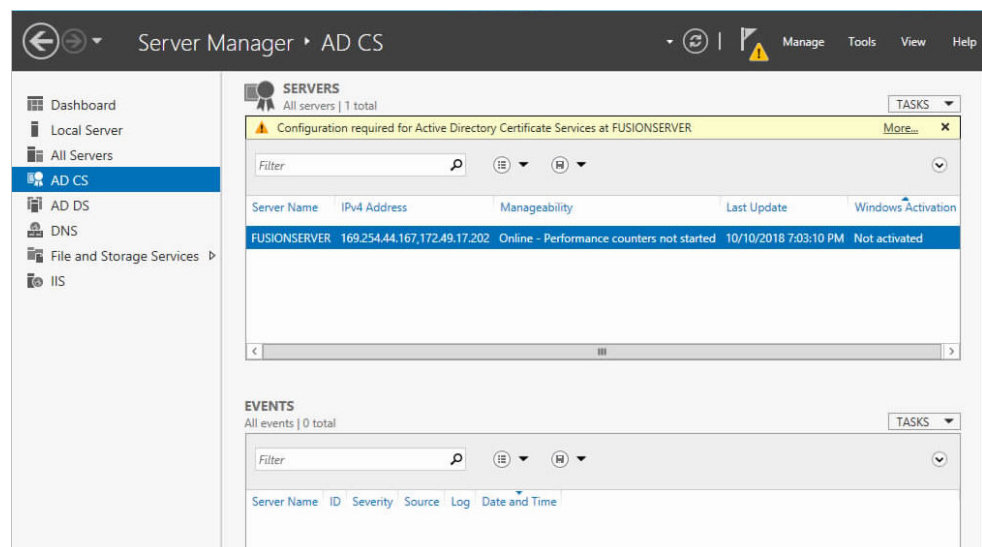 Server Manager ‣ AD CS
Manage Tools View Help
Dashboard
Local Server
All Servers
AD CS
AD DS
DNS
File and Storage Services
IIS
SERVERS
All servers | 1 total
TASKS
Configuration required for Active Directory Certificate Services at FUSIONSERVER More...
Filter
Server Name IPv4 Address Manageability Last Update Windows Activation
FUSIONSERVER 169.254.44.167,172.49.17.202 Online - Performance counters not started 10/10/2018 7:03:10 PM Not activated
EVENTS
All events | 0 total
TASKS
Filter
Server Name ID Severity Source Log Date and Time